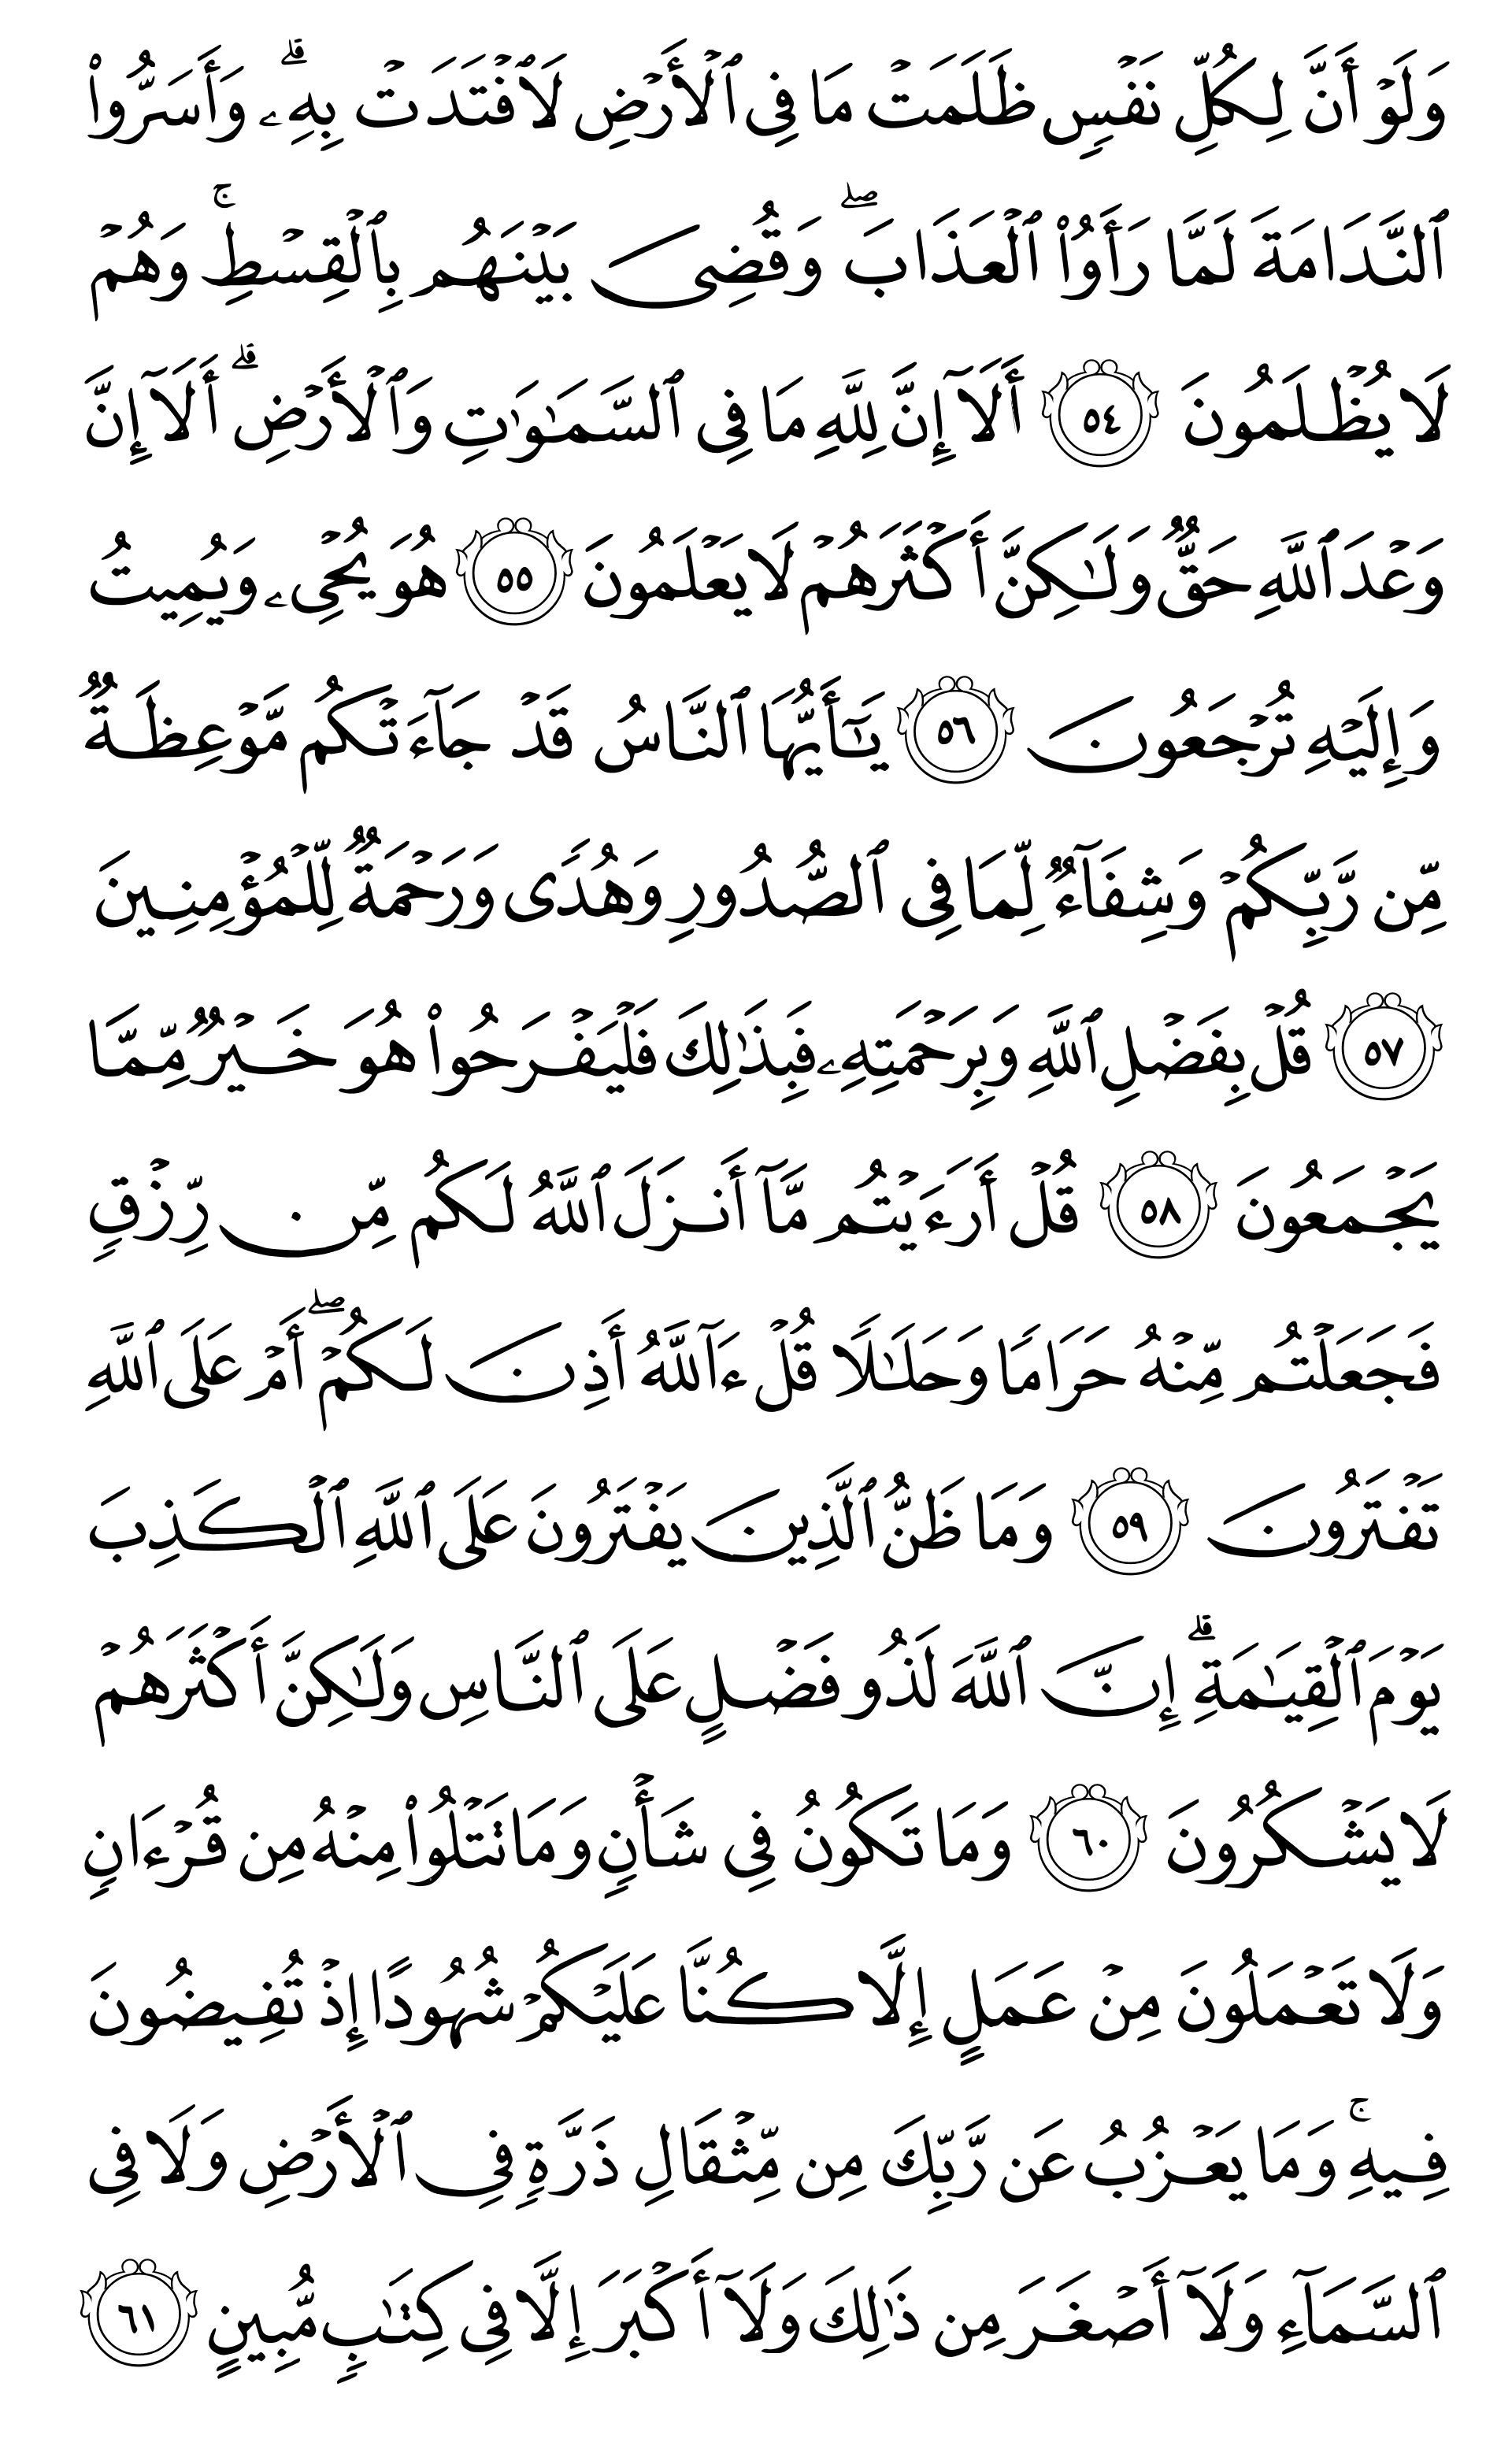 وَلَوۡ أَنَّ لِكُلِّ نَفۡسٖ ظَلَمَتۡ مَا فِي ٱلۡأَرۡضِ لَٱفۡتَدَتۡ بِهِۦۗ وَأَسَرُّواْ
ٱلنَّدَامَةَ لَمَّا رَأَوُاْ ٱلۡعَذَابَۖ وَقُضِيَ بَيۡنَهُم بِٱلۡقِسۡطِۚ وَهُمۡ
لَا يُظۡلَمُونَ ٥٤ أَلَآ إِنَّ لِلَّهِ مَا فِي ٱلسَّمَٰوَٰتِ وَٱلۡأَرۡضِۗ أَلَآ إِنَّ
وَعۡدَ ٱللَّهِ حَقّٞ وَلَٰكِنَّ أَكۡثَرَهُمۡ لَا يَعۡلَمُونَ ٥٥ هُوَ يُحۡيِۦ وَيُمِيتُ
وَإِلَيۡهِ تُرۡجَعُونَ ٥٦ يَٰٓأَيُّهَا ٱلنَّاسُ قَدۡ جَآءَتۡكُم مَّوۡعِظَةٞ
مِّن رَّبِّكُمۡ وَشِفَآءٞ لِّمَا فِي ٱلصُّدُورِ وَهُدٗى وَرَحۡمَةٞ لِّلۡمُؤۡمِنِينَ
٥٧ قُلۡ بِفَضۡلِ ٱللَّهِ وَبِرَحۡمَتِهِۦ فَبِذَٰلِكَ فَلۡيَفۡرَحُواْ هُوَ خَيۡرٞ مِّمَّا
يَجۡمَعُونَ ٥٨ قُلۡ أَرَءَيۡتُم مَّآ أَنزَلَ ٱللَّهُ لَكُم مِّن رِّزۡقٖ
فَجَعَلۡتُم مِّنۡهُ حَرَامٗا وَحَلَٰلٗا قُلۡ ءَآللَّهُ أَذِنَ لَكُمۡۖ أَمۡ عَلَى ٱللَّهِ
تَفۡتَرُونَ ٥٩ وَمَا ظَنُّ ٱلَّذِينَ يَفۡتَرُونَ عَلَى ٱللَّهِ ٱلۡكَذِبَ
يَوۡمَ ٱلۡقِيَٰمَةِۗ إِنَّ ٱللَّهَ لَذُو فَضۡلٍ عَلَى ٱلنَّاسِ وَلَٰكِنَّ أَكۡثَرَهُمۡ
لَا يَشۡكُرُونَ ٦٠ وَمَا تَكُونُ فِي شَأۡنٖ وَمَا تَتۡلُواْ مِنۡهُ مِن قُرۡءَانٖ
وَلَا تَعۡمَلُونَ مِنۡ عَمَلٍ إِلَّا كُنَّا عَلَيۡكُمۡ شُهُودًا إِذۡ تُفِيضُونَ
فِيهِۚ وَمَا يَعۡزُبُ عَن رَّبِّكَ مِن مِّثۡقَالِ ذَرَّةٖ فِي ٱلۡأَرۡضِ وَلَا فِي
ٱلسَّمَآءِ وَلَآ أَصۡغَرَ مِن ذَٰلِكَ وَلَآ أَكۡبَرَ إِلَّا فِي كِتَٰبٖ مُّبِينٍ ٦١